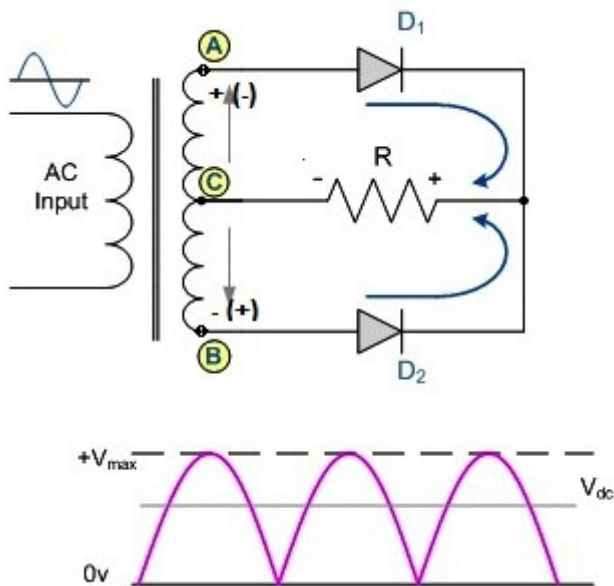 A
D₁
+ (-)
AC
Input
C
R
- +
- (+)
B
D₂
+Vmax
Vdc
0v